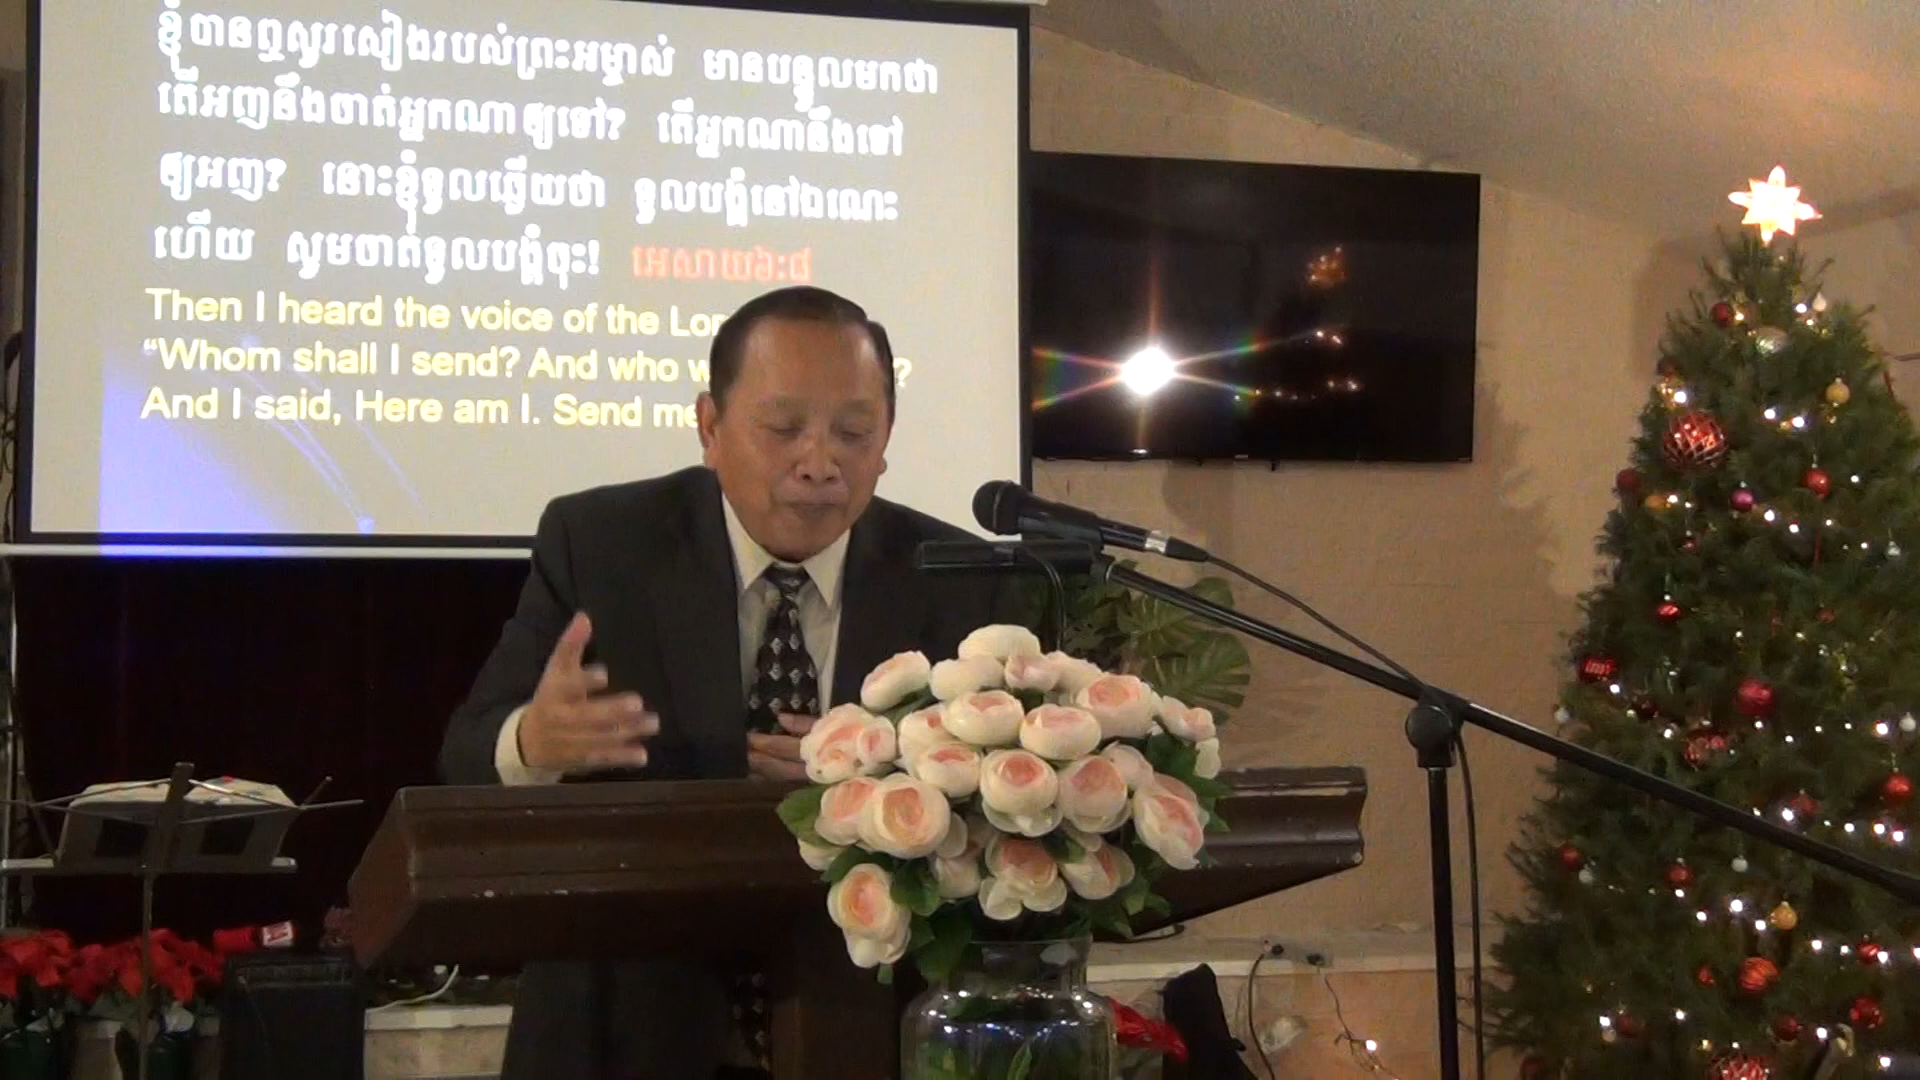 ខ្ញុំបានឮសូរសៀងរបស់ព្រះអម្ចាស់ មានបន្ទូលមកថា
តើអញនឹងចាត់អ្នកណាឲ្យទៅ? តើអ្នកណានឹងទៅ
ឲ្យអញ? នោះខ្ញុំទូលឆ្លើយថា ទូលបង្គំនៅឯណេះ
ហើយ សូមចាត់ទូលបង្គំចុះ! អេសាយ៦:៨
Then I heard the voice of the
“Whom shall I send? And who ?
And I said, Here am I. Send